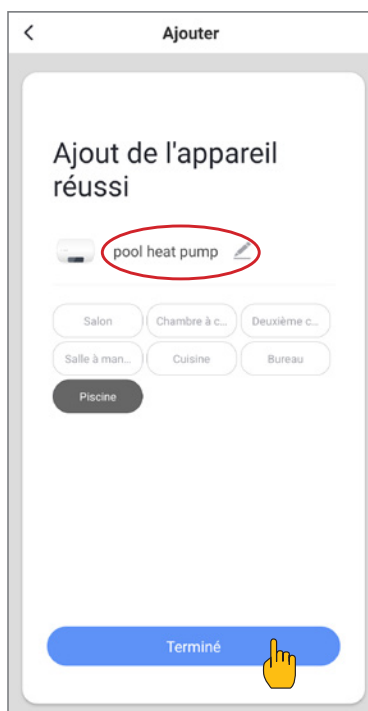 Ajouter
Ajout de l'appareil
réussi
pool heat pump
Salon
Chambre à c...
Deuxième c...
Salle à man...
Cuisine
Bureau
Piscine
Terminé